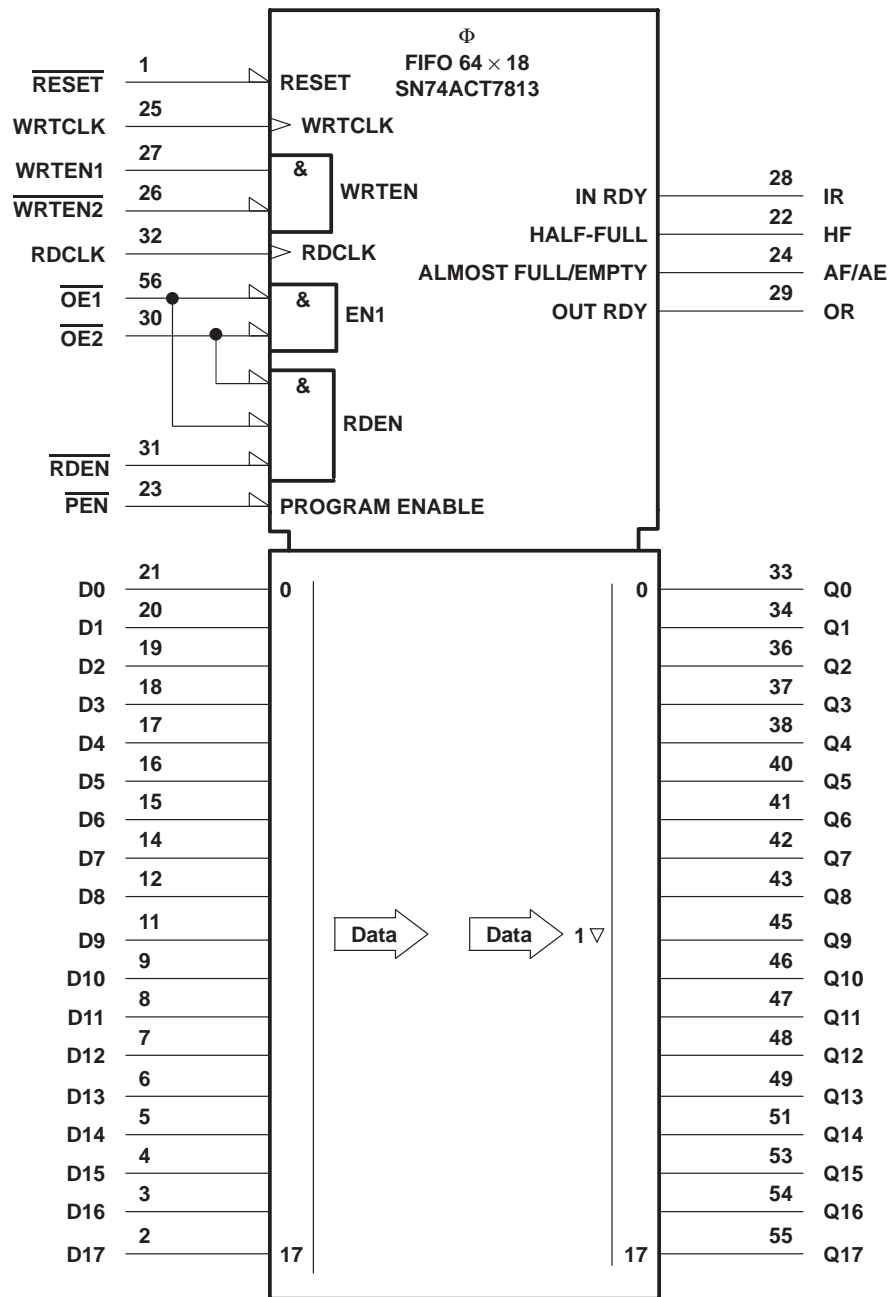 Φ
FIFO 64 × 18
SN74ACT7813
RESET 1 RESET
WRTCLK 25 WRTCLK
WRTEN1 27 & WRTEN
WRTEN2 26
RDCLK 32 RDCLK
OE1 56 & EN1
OE2 30
& RDEN
RDEN 31
PEN 23 PROGRAM ENABLE
IN RDY 28 IR
HALF-FULL 22 HF
ALMOST FULL/EMPTY 24 AF/AE
OUT RDY 29 OR
D0 21 0 0 33 Q0
D1 20 34 Q1
D2 19 36 Q2
D3 18 37 Q3
D4 17 38 Q4
D5 16 40 Q5
D6 15 41 Q6
D7 14 42 Q7
D8 12 43 Q8
D9 11 Data Data 1 ▽ 45 Q9
D10 9 46 Q10
D11 8 47 Q11
D12 7 48 Q12
D13 6 49 Q13
D14 5 51 Q14
D15 4 53 Q15
D16 3 54 Q16
D17 2 17 17 55 Q17